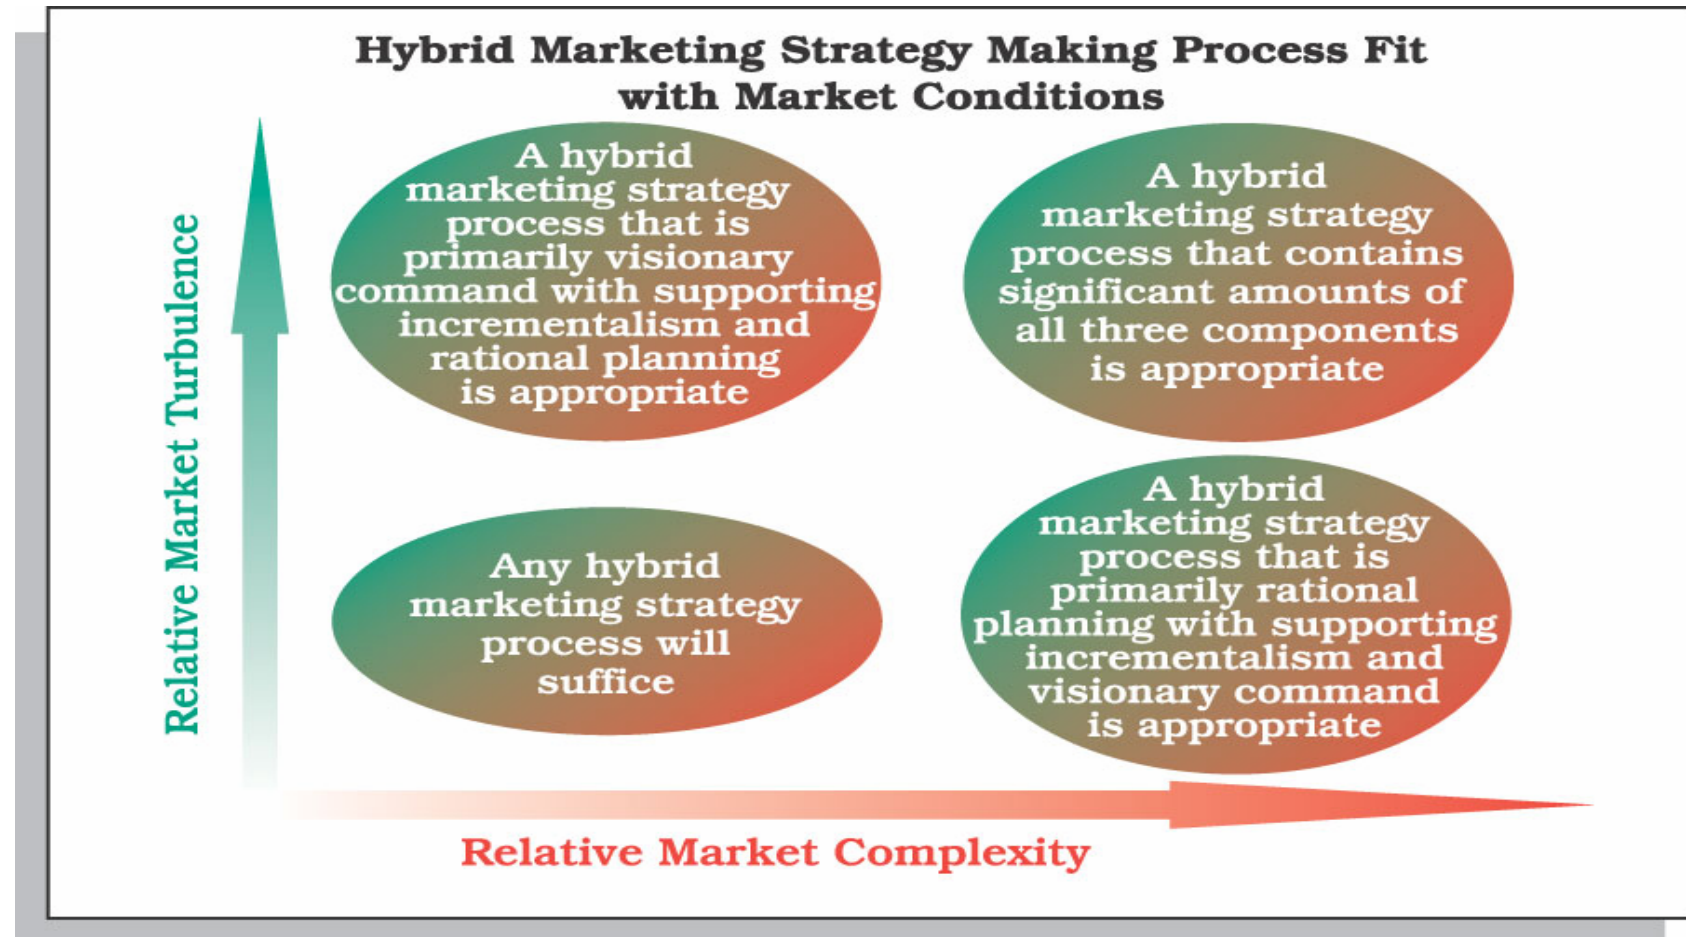 Hybrid Marketing Strategy Making Process Fit
with Market Conditions
A hybrid
marketing strategy
process that is
primarily visionary
command with supporting
incrementalism and
rational planning
is appropriate
A hybrid
marketing strategy
process that contains
significant amounts of
all three components
is appropriate
Relative Market Turbulence
Any hybrid
marketing strategy
process will
suffice
A hybrid
marketing strategy
process that is
primarily rational
planning with supporting
incrementalism and
visionary command
is appropriate
Relative Market Complexity